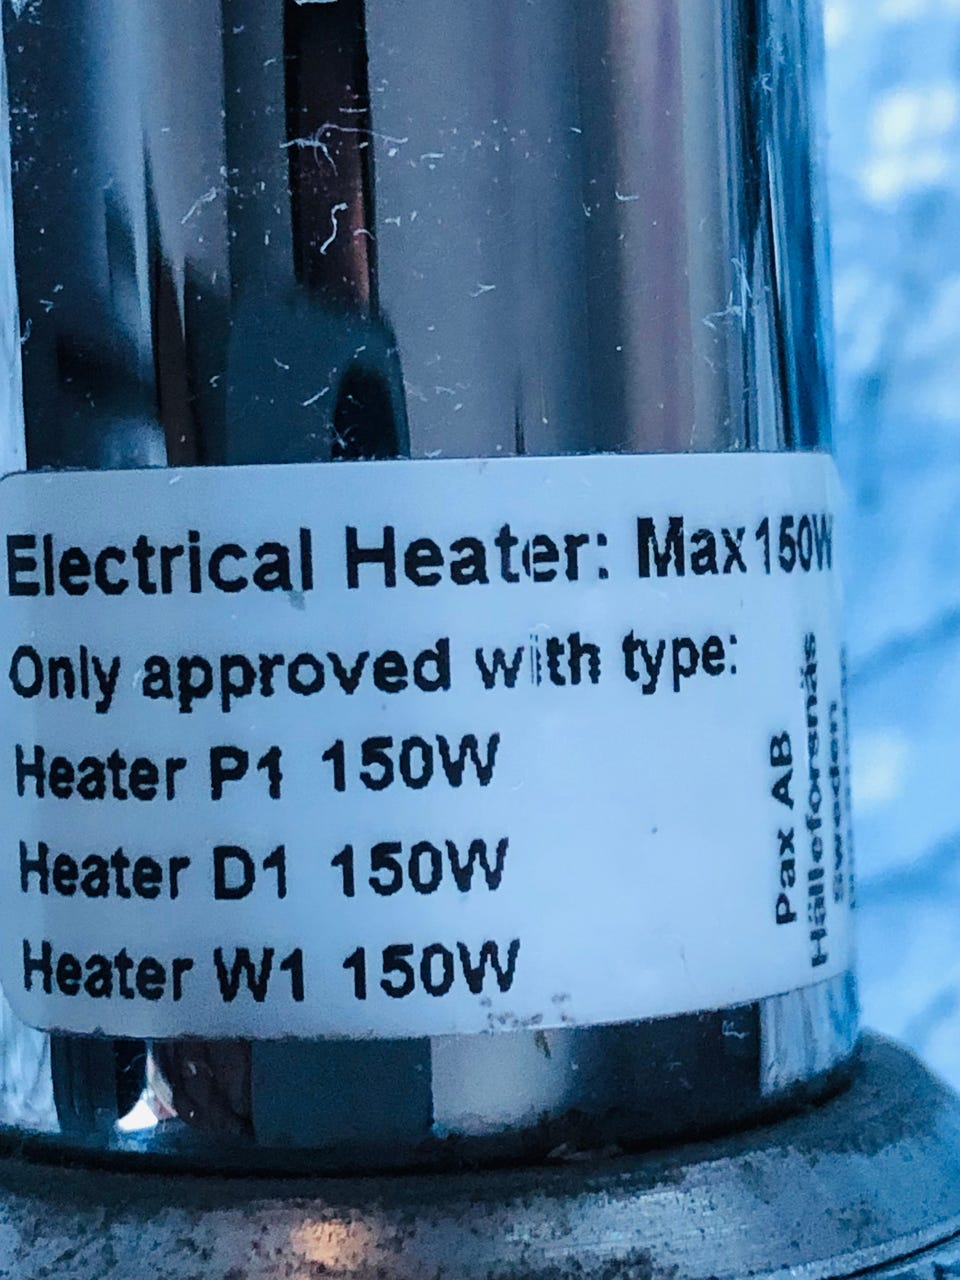 Electrical Heater: Max150W
Only approved with type:
Heater P1 150W
Heater D1 150W
Heater W1 150W
Pax AB
Hälleforsnäs
Sweden